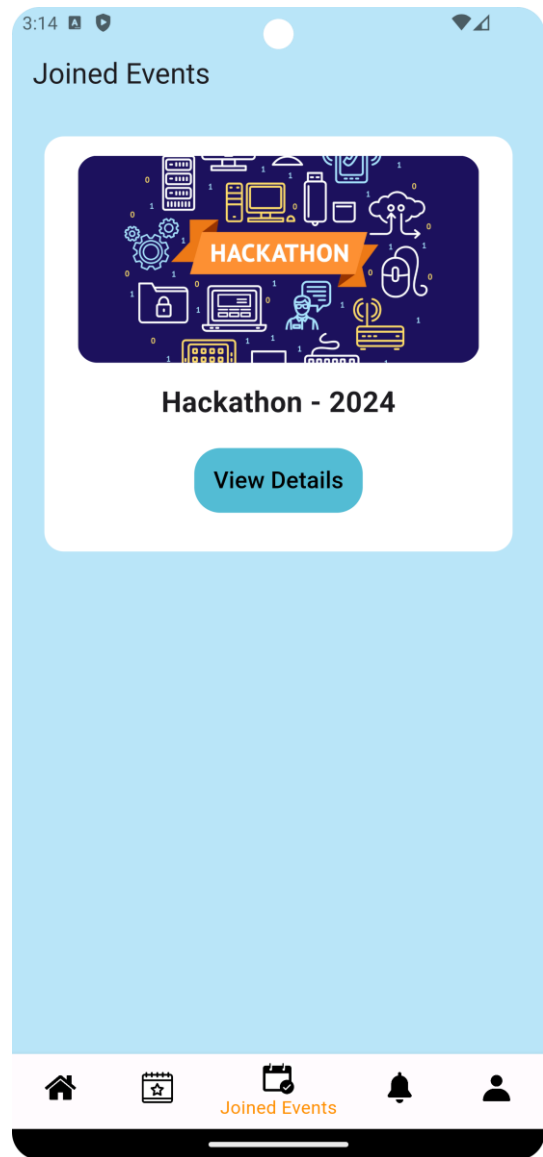 3:14
Joined Events
HACKATHON
Hackathon - 2024
View Details
Joined Events